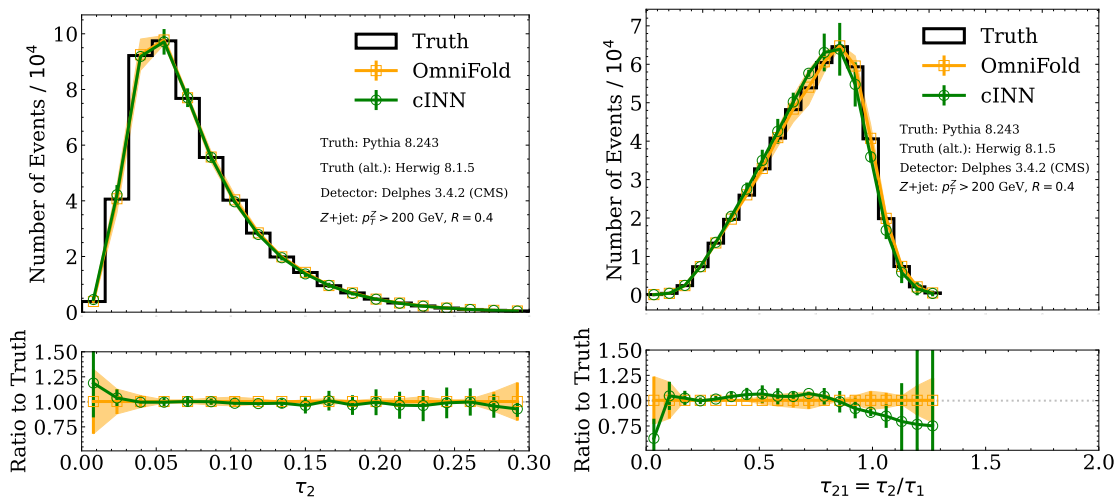 Number of Events / 10⁴
10
8
6
4
2
0
Truth
OmniFold
cINN
Truth: Pythia 8.243
Truth (alt.): Herwig 8.1.5
Detector: Delphes 3.4.2 (CMS)
Z+jet: p_T^Z > 200 GeV, R = 0.4
Ratio to Truth
1.50
1.25
1.00
0.75
0.00 0.05 0.10 0.15 0.20 0.25 0.30
τ₂
Number of Events / 10⁴
7
6
5
4
3
2
1
0
Truth
OmniFold
cINN
Truth: Pythia 8.243
Truth (alt.): Herwig 8.1.5
Detector: Delphes 3.4.2 (CMS)
Z+jet: p_T^Z > 200 GeV, R = 0.4
Ratio to Truth
1.50
1.25
1.00
0.75
0.0 0.5 1.0 1.5 2.0
τ₂₁ = τ₂/τ₁